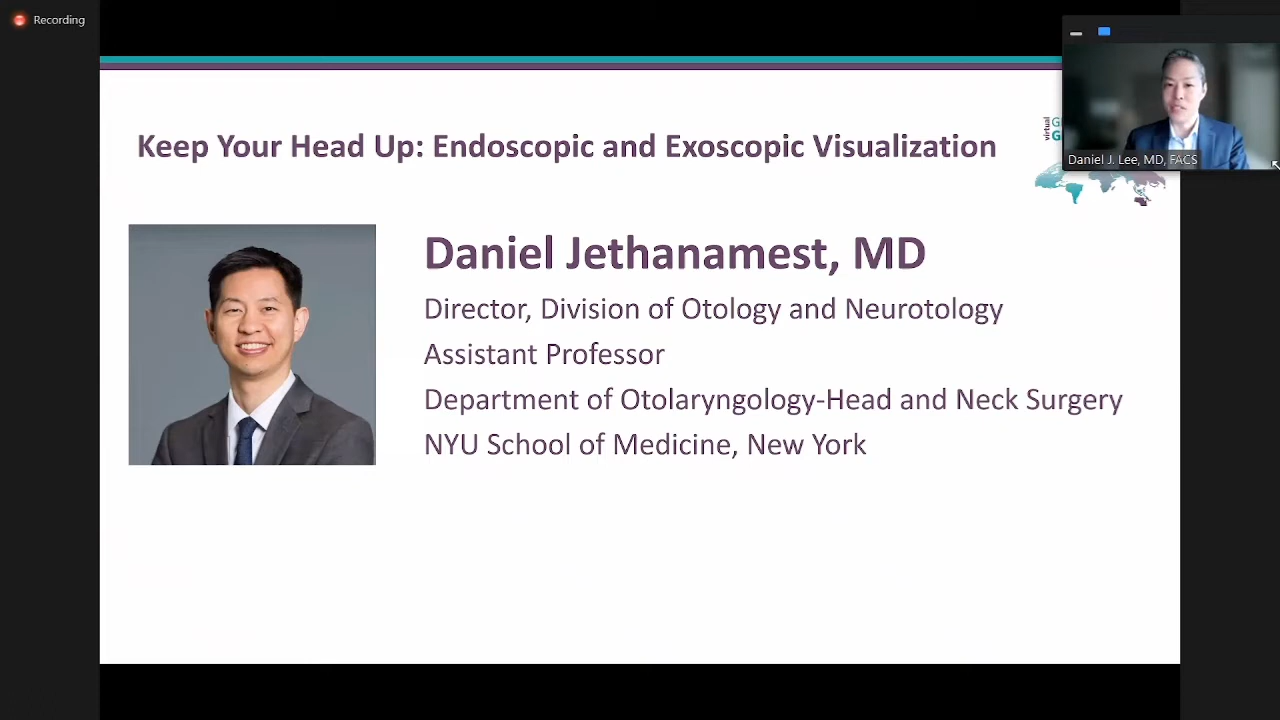 Recording
Keep Your Head Up: Endoscopic and Exoscopic Visualization
virtual
Daniel J. Lee, MD, FACS
Daniel Jethanamest, MD
Director, Division of Otology and Neurotology
Assistant Professor
Department of Otolaryngology-Head and Neck Surgery
NYU School of Medicine, New York